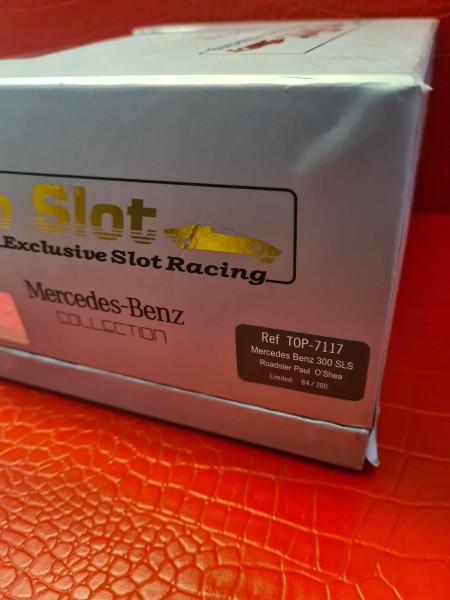 Slot
Exclusive Slot Racing
Mercedes-Benz
COLLECTION
Ref TOP-7117
Mercedes Benz 300 SLS
Roadster Paul O'Shea
Limited: 84 / 300